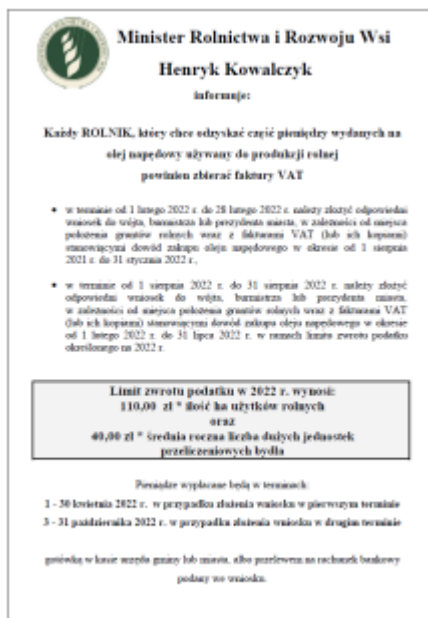 Minister Rolnictwa i Rozwoju Wsi
Henryk Kowalczyk
informuje:
Każdy ROLNIK, który chce odzyskać część pieniędzy wydanych na
olej napędowy używany do produkcji rolnej
powinien zbierać faktury VAT
• w terminie od 1 lutego 2022 r. do 28 lutego 2022 r. należy złożyć odpowiedni
wniosek do wójta, burmistrza lub prezydenta miasta, w zależności od miejsca
położenia gruntów rolnych wraz z fakturami VAT (lub ich kopiami)
stanowiącymi dowód zakupu oleju napędowego w okresie od 1 sierpnia
2021 r. do 31 stycznia 2022 r.,
• w terminie od 1 sierpnia 2022 r. do 31 sierpnia 2022 r. należy złożyć
odpowiedni wniosek do wójta, burmistrza lub prezydenta miasta,
w zależności od miejsca położenia gruntów rolnych wraz z fakturami VAT
(lub ich kopiami) stanowiącymi dowód zakupu oleju napędowego w okresie
od 1 lutego 2022 r. do 31 lipca 2022 r. w ramach limitu zwrotu podatku
określonego na 2022 r.
Limit zwrotu podatku w 2022 r. wynosi:
110,00 zł * ilość ha użytków rolnych
oraz
40,00 zł * średnia roczna liczba dużych jednostek
przeliczeniowych bydła
Pieniądze wypłacane będą w terminach:
1 - 30 kwietnia 2022 r. w przypadku złożenia wniosku w pierwszym terminie
3 - 31 października 2022 r. w przypadku złożenia wniosku w drugim terminie
gotówką w kasie urzędu gminy lub miasta, albo przelewem na rachunek bankowy
podany we wniosku.